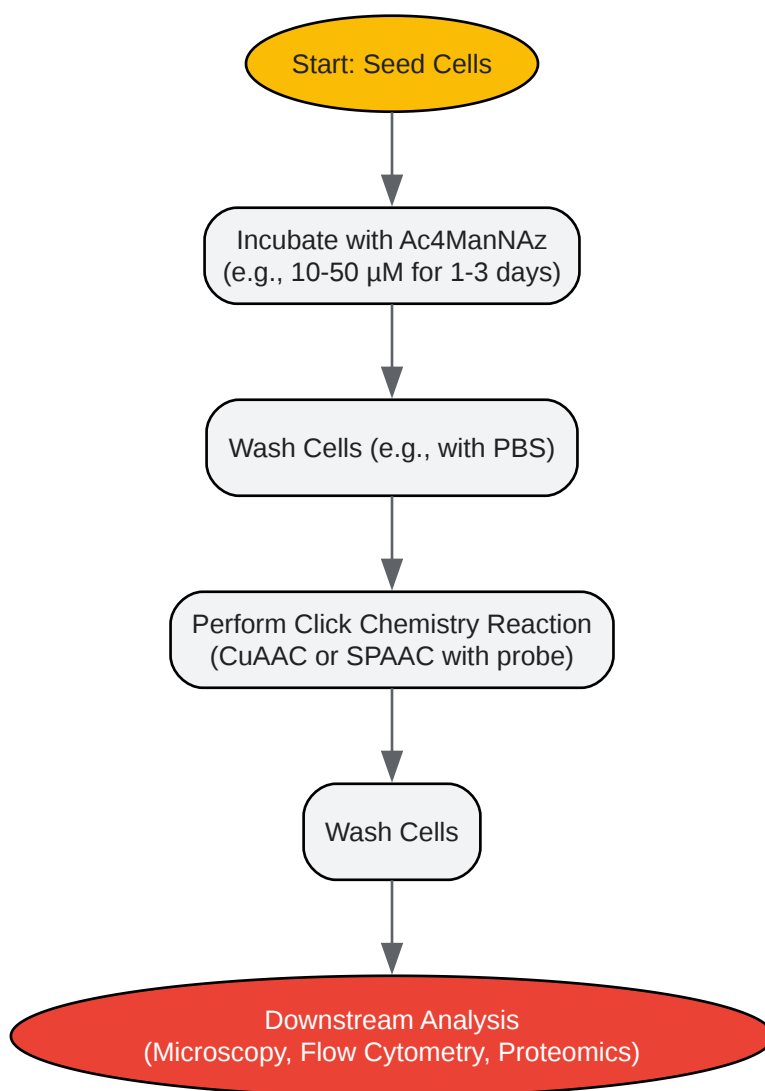 Start: Seed Cells
Incubate with Ac4ManNAz
(e.g., 10-50 µM for 1-3 days)
Wash Cells (e.g., with PBS)
Perform Click Chemistry Reaction
(CuAAC or SPAAC with probe)
Wash Cells
Downstream Analysis
(Microscopy, Flow Cytometry, Proteomics)